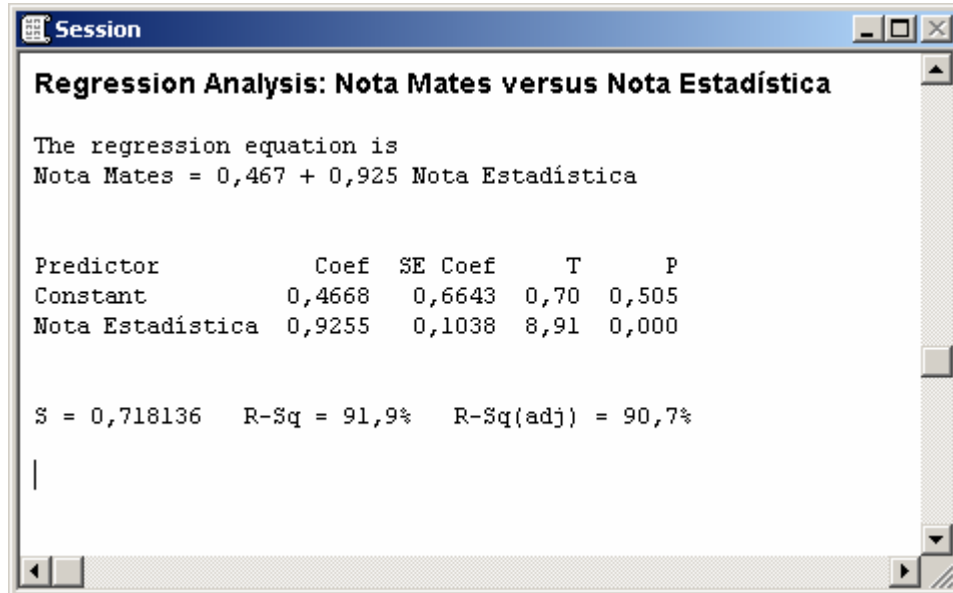 Session
Regression Analysis: Nota Mates versus Nota Estadística
The regression equation is
Nota Mates = 0,467 + 0,925 Nota Estadística
Predictor Coef SE Coef T P
Constant 0,4668 0,6643 0,70 0,505
Nota Estadística 0,9255 0,1038 8,91 0,000
S = 0,718136 R-Sq = 91,9% R-Sq(adj) = 90,7%